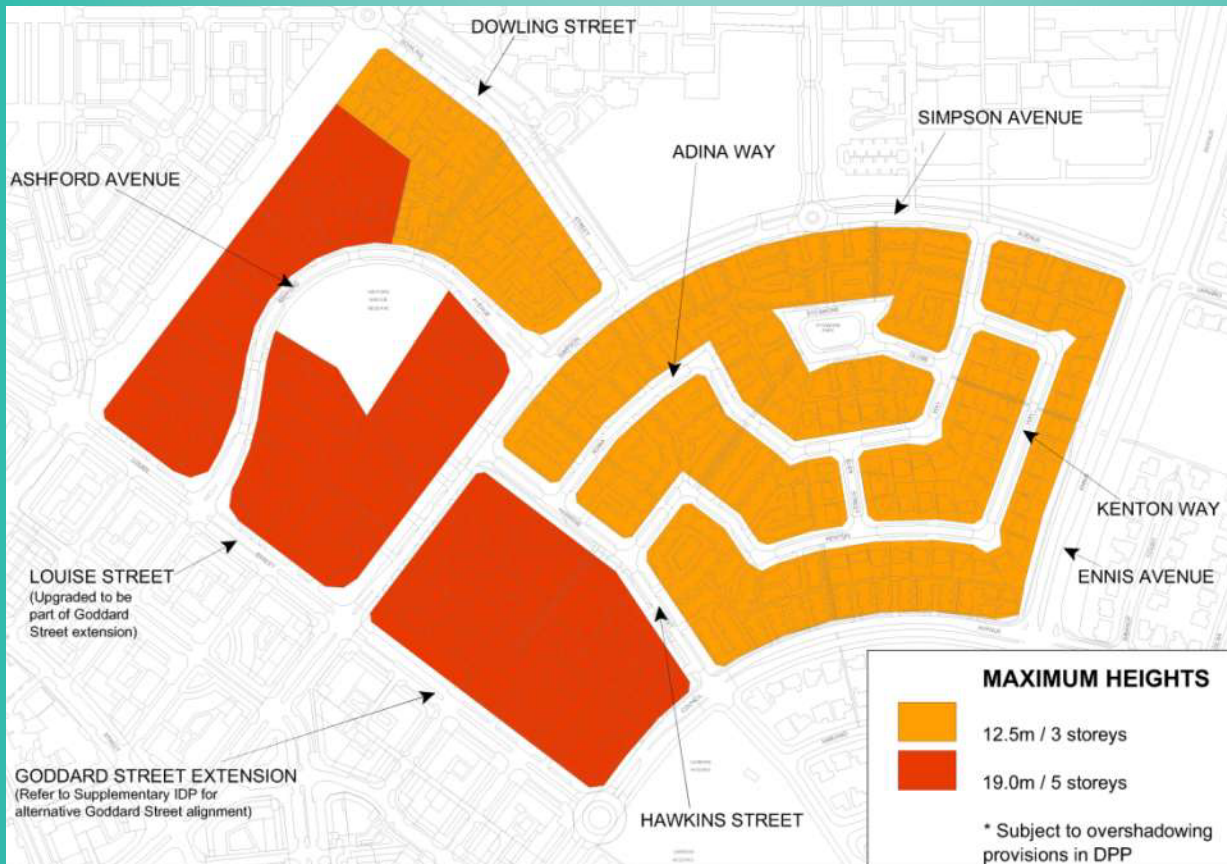 DOWLING STREET
SIMPSON AVENUE
ADINA WAY
ASHFORD AVENUE
KENTON WAY
ENNIS AVENUE
LOUISE STREET
(Upgraded to be
part of Goddard
Street extension)
GODDARD STREET EXTENSION
(Refer to Supplementary IDP for
alternative Goddard Street alignment)
HAWKINS STREET
MAXIMUM HEIGHTS
12.5m / 3 storeys
19.0m / 5 storeys
* Subject to overshadowing
provisions in DPP